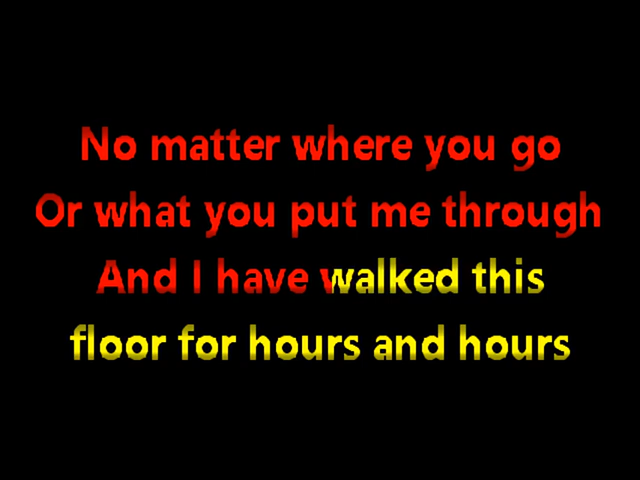 No matter where you go
Or what you put me through
And I have walked this
floor for hours and hours